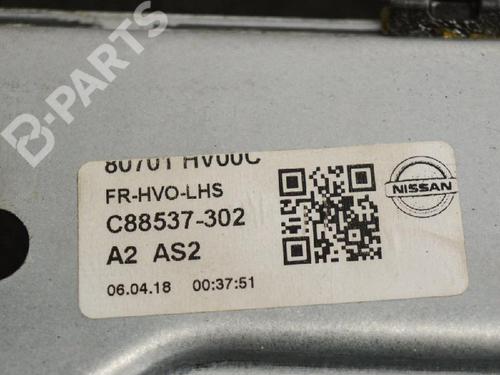 B-PARTS
80701 HV00C
FR-HVO-LHS
C88537-302
A2 AS2
NISSAN
06.04.18 00:37:51